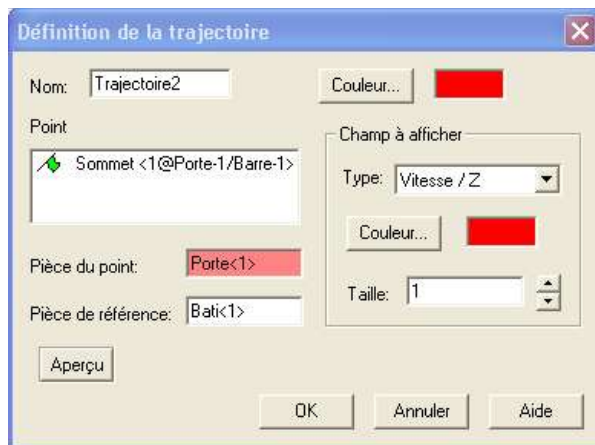 Définition de la trajectoire
Nom: Trajectoire2
Couleur...
Point
Sommet <1@Porte-1/Barre-1>
Pièce du point: Porte<1>
Pièce de référence: Bati<1>
Aperçu
Champ à afficher
Type: Vitesse / Z
Couleur...
Taille: 1
OK
Annuler
Aide